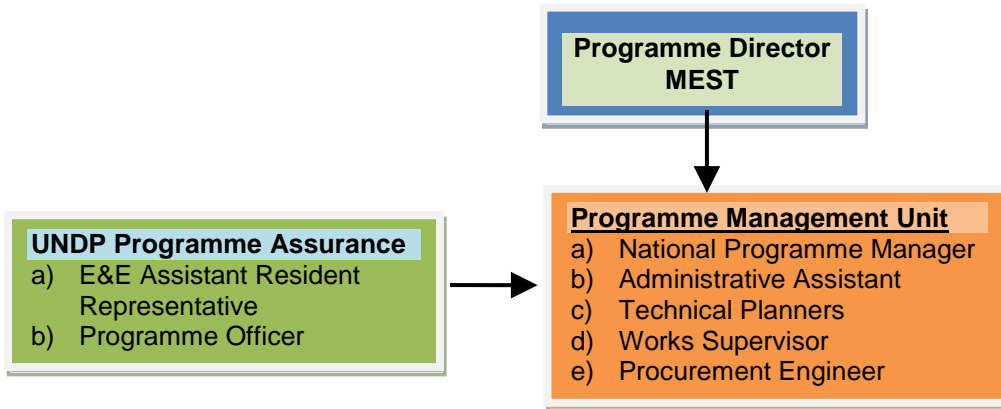 Programme Director
MEST
UNDP Programme Assurance
a) E&E Assistant Resident
Representative
b) Programme Officer
Programme Management Unit
a) National Programme Manager
b) Administrative Assistant
c) Technical Planners
d) Works Supervisor
e) Procurement Engineer